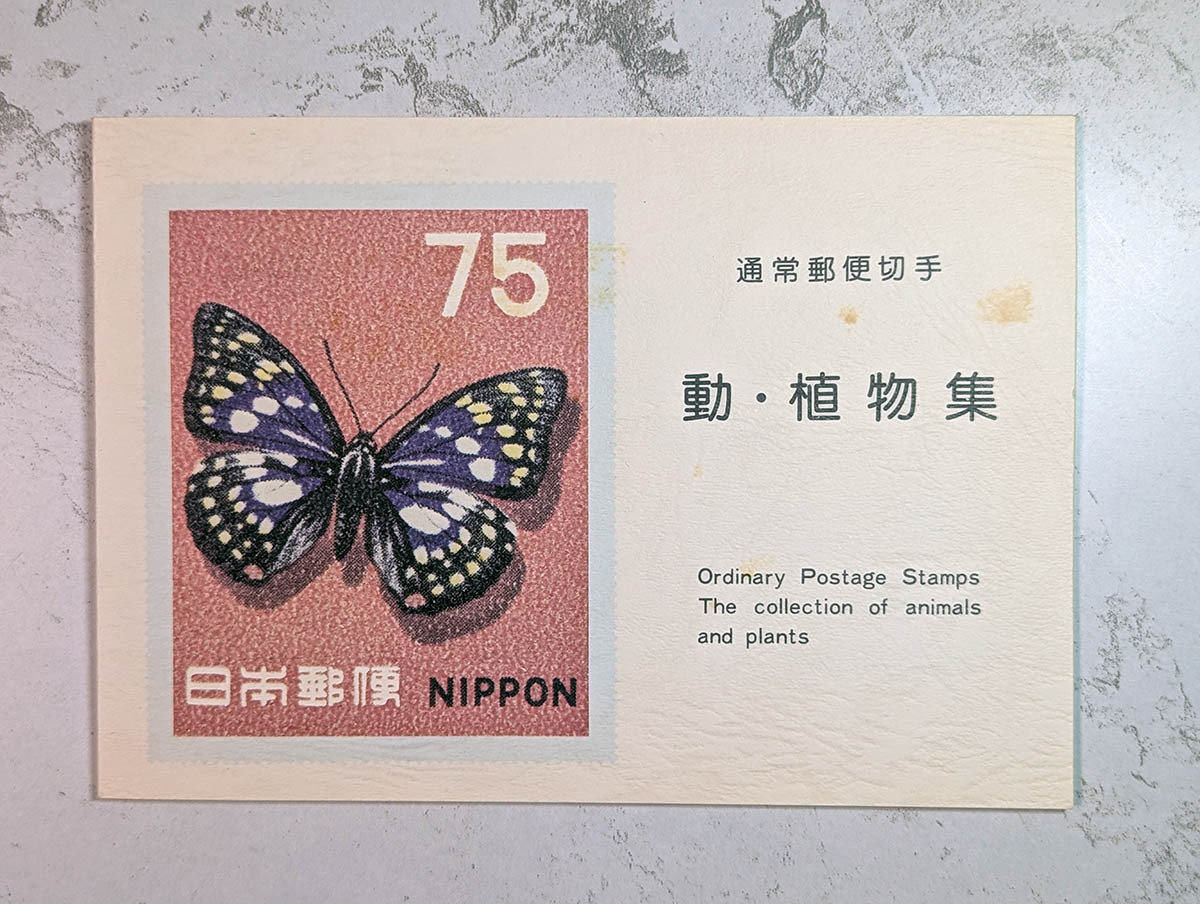 75
日本郵便 NIPPON
通常郵便切手
動・植物集
Ordinary Postage Stamps
The collection of animals
and plants